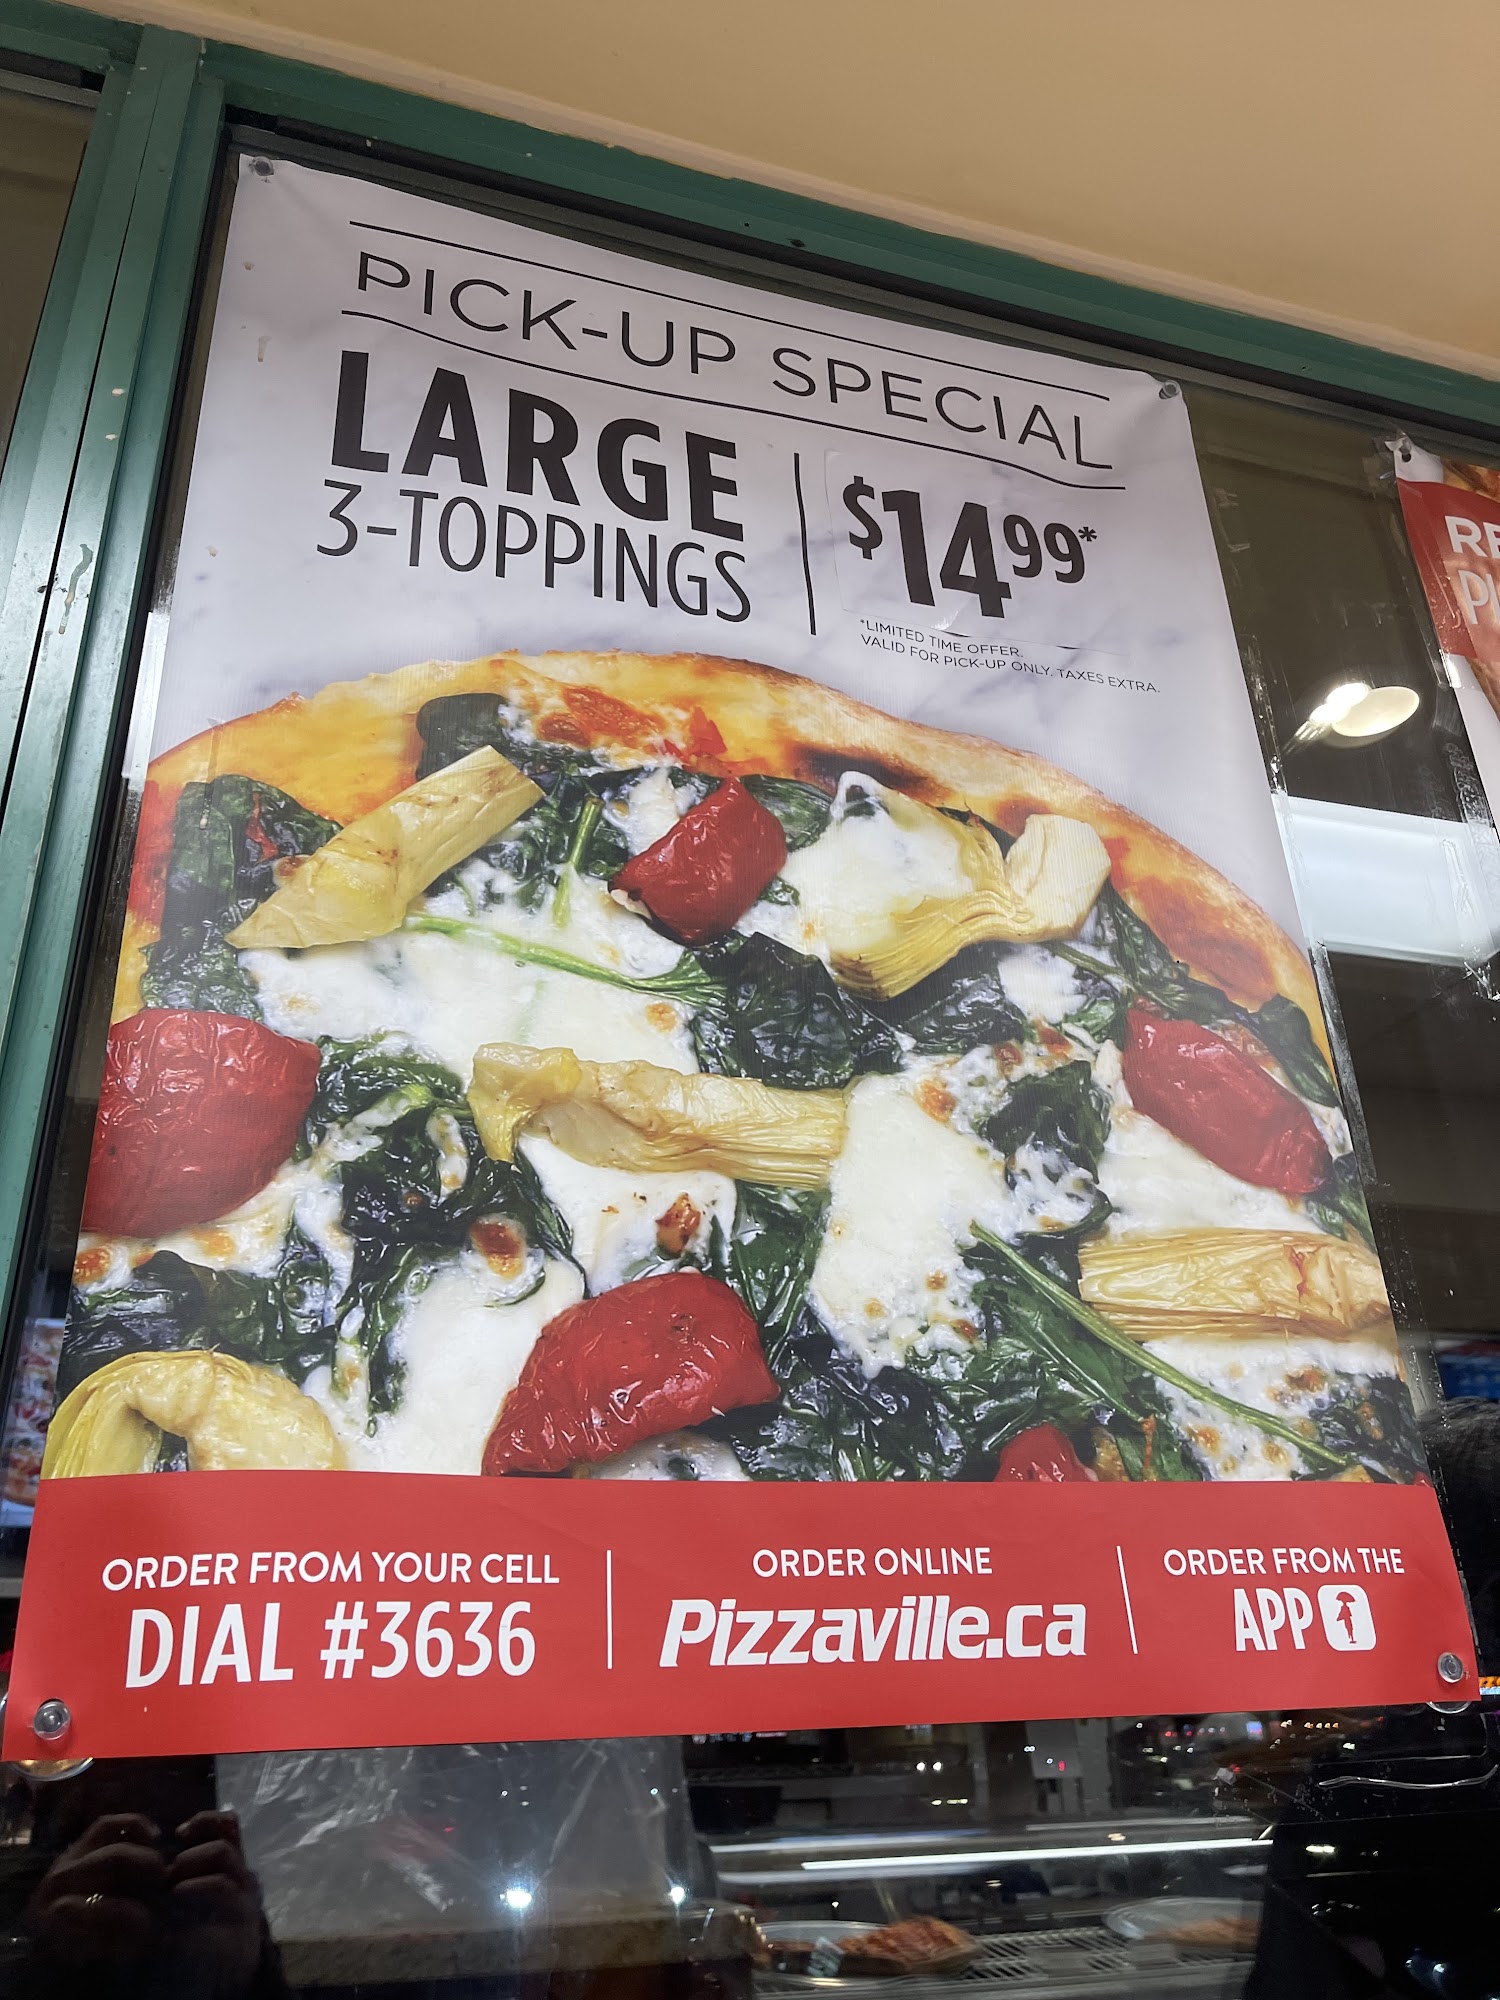 PICK-UP SPECIAL
LARGE
3-TOPPINGS
$14.99*
*LIMITED TIME OFFER.
VALID FOR PICK-UP ONLY. TAXES EXTRA.
ORDER FROM YOUR CELL
DIAL #3636
ORDER ONLINE
Pizzaville.ca
ORDER FROM THE
APP